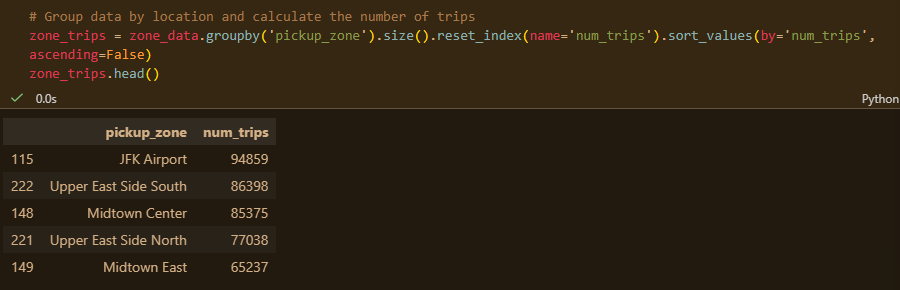 # Group data by location and calculate the number of trips
zone_trips = zone_data.groupby('pickup_zone').size().reset_index(name='num_trips').sort_values(by='num_trips',
ascending=False)
zone_trips.head()
0.0s Python
pickup_zone num_trips
115 JFK Airport 94859
222 Upper East Side South 86398
148 Midtown Center 85375
221 Upper East Side North 77038
149 Midtown East 65237